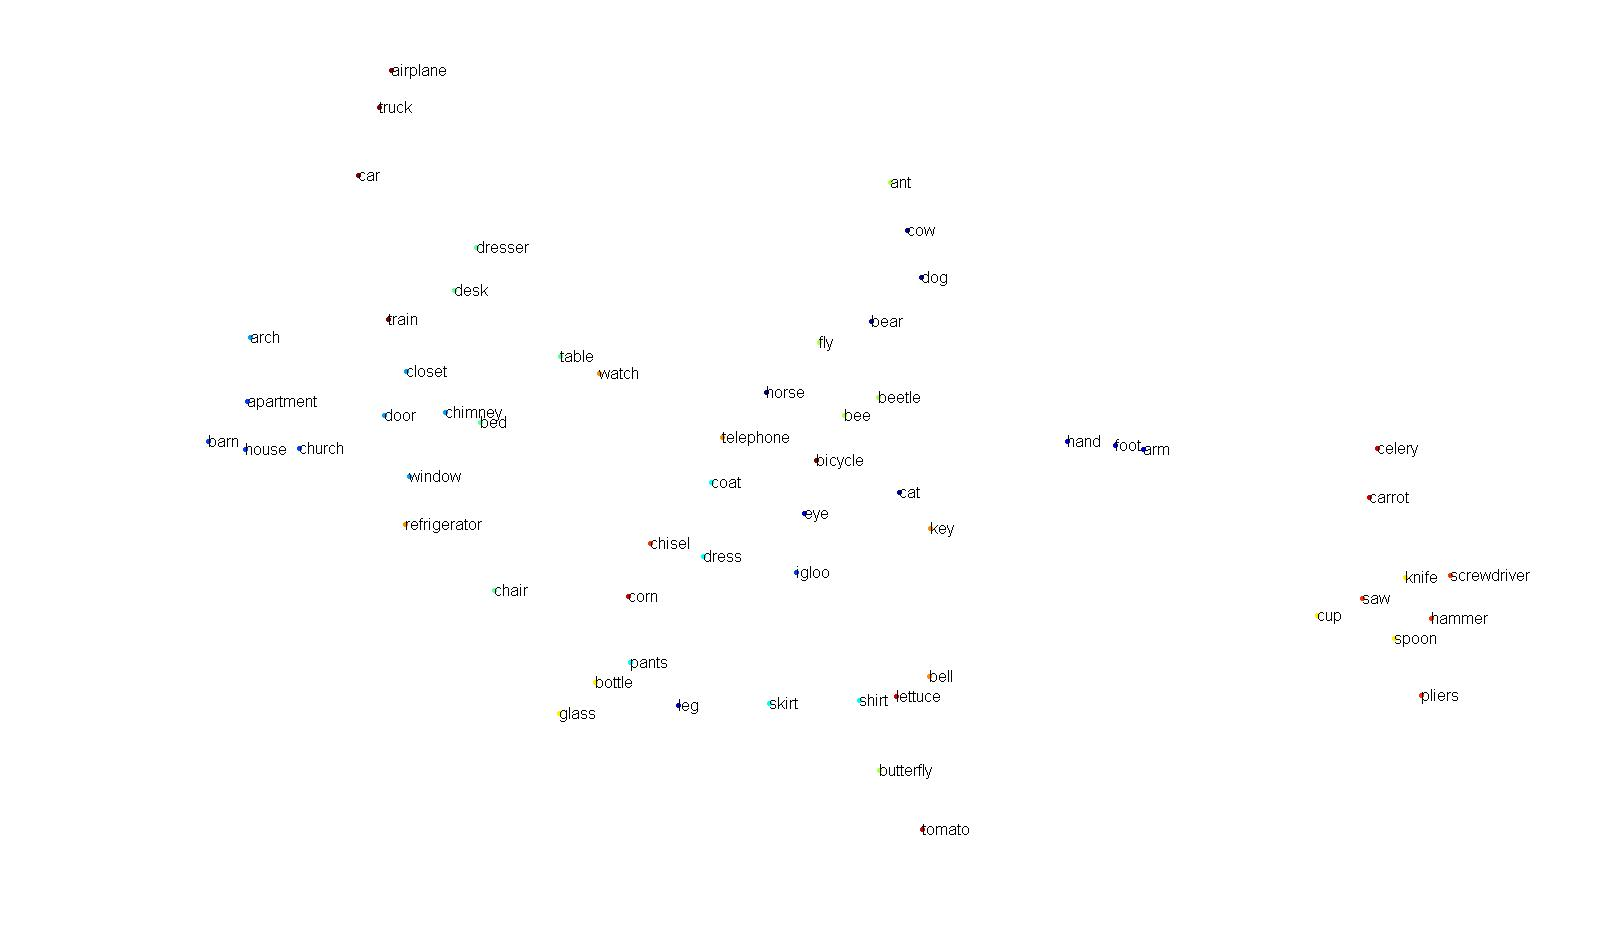 airplane
truck
car
ant
cow
dresser
dog
desk
train
bear
arch
fly
table
closet
watch
horse
beetle
apartment
chimney
door
bee
bed
telephone
barn
hand
foot
arm
house
church
celery
bicycle
window
coat
cat
carrot
eye
refrigerator
key
chisel
dress
igloo
knife
screwdriver
chair
corn
saw
cup
hammer
spoon
pants
bell
bottle
pliers
lettuce
shirt
skirt
leg
glass
butterfly
tomato